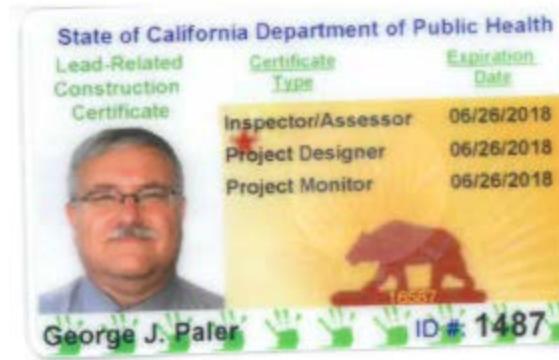 State of California Department of Public Health
Lead-Related
Construction
Certificate
Certificate
Type
Expiration
Date
Inspector/Assessor 06/26/2018
Project Designer 06/26/2018
Project Monitor 06/26/2018
George J. Paler
ID #: 1487